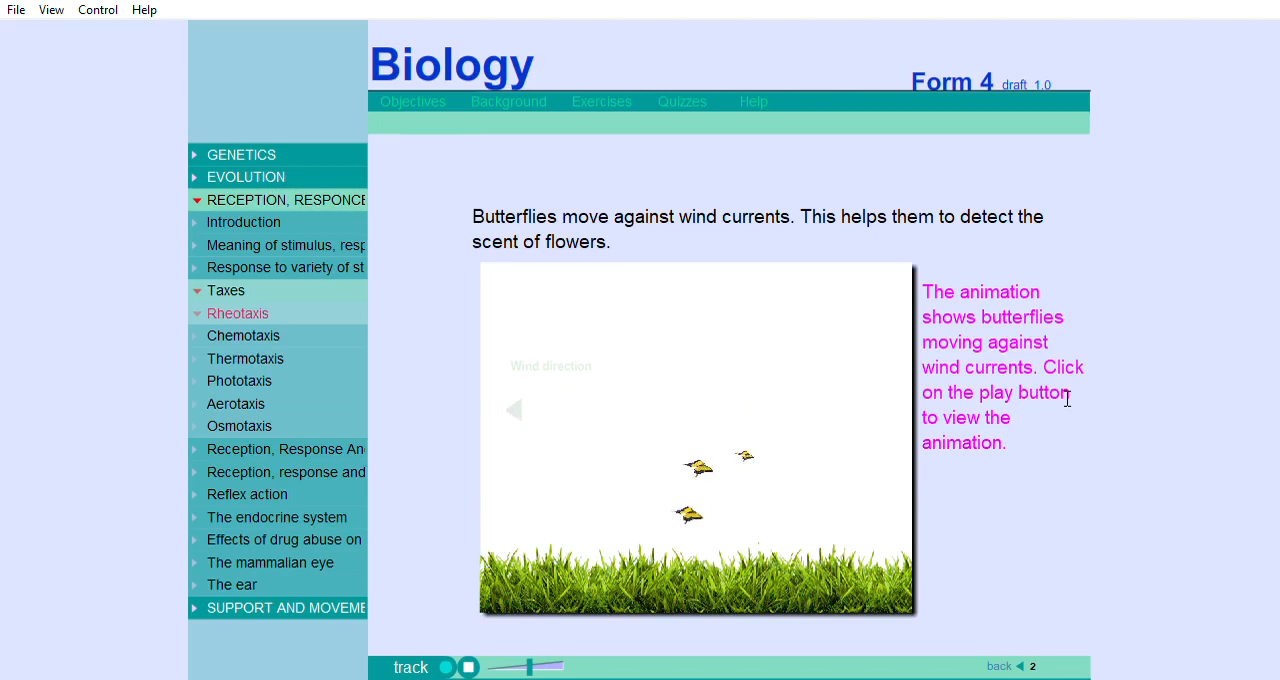 File View Control Help
Biology
Form 4 draft 1.0
Objectives Background Exercises Quizzes Help
GENETICS
EVOLUTION
RECEPTION, RESPONCE
Introduction
Meaning of stimulus, resp
Response to variety of st
Taxes
Rheotaxis
Chemotaxis
Thermotaxis
Phototaxis
Aerotaxis
Osmotaxis
Reception, Response An
Reception, response and
Reflex action
The endocrine system
Effects of drug abuse on
The mammalian eye
The ear
SUPPORT AND MOVEME
Butterflies move against wind currents. This helps them to detect the
scent of flowers.
Wind direction
The animation
shows butterflies
moving against
wind currents. Click
on the play button
to view the
animation.
track
back 2